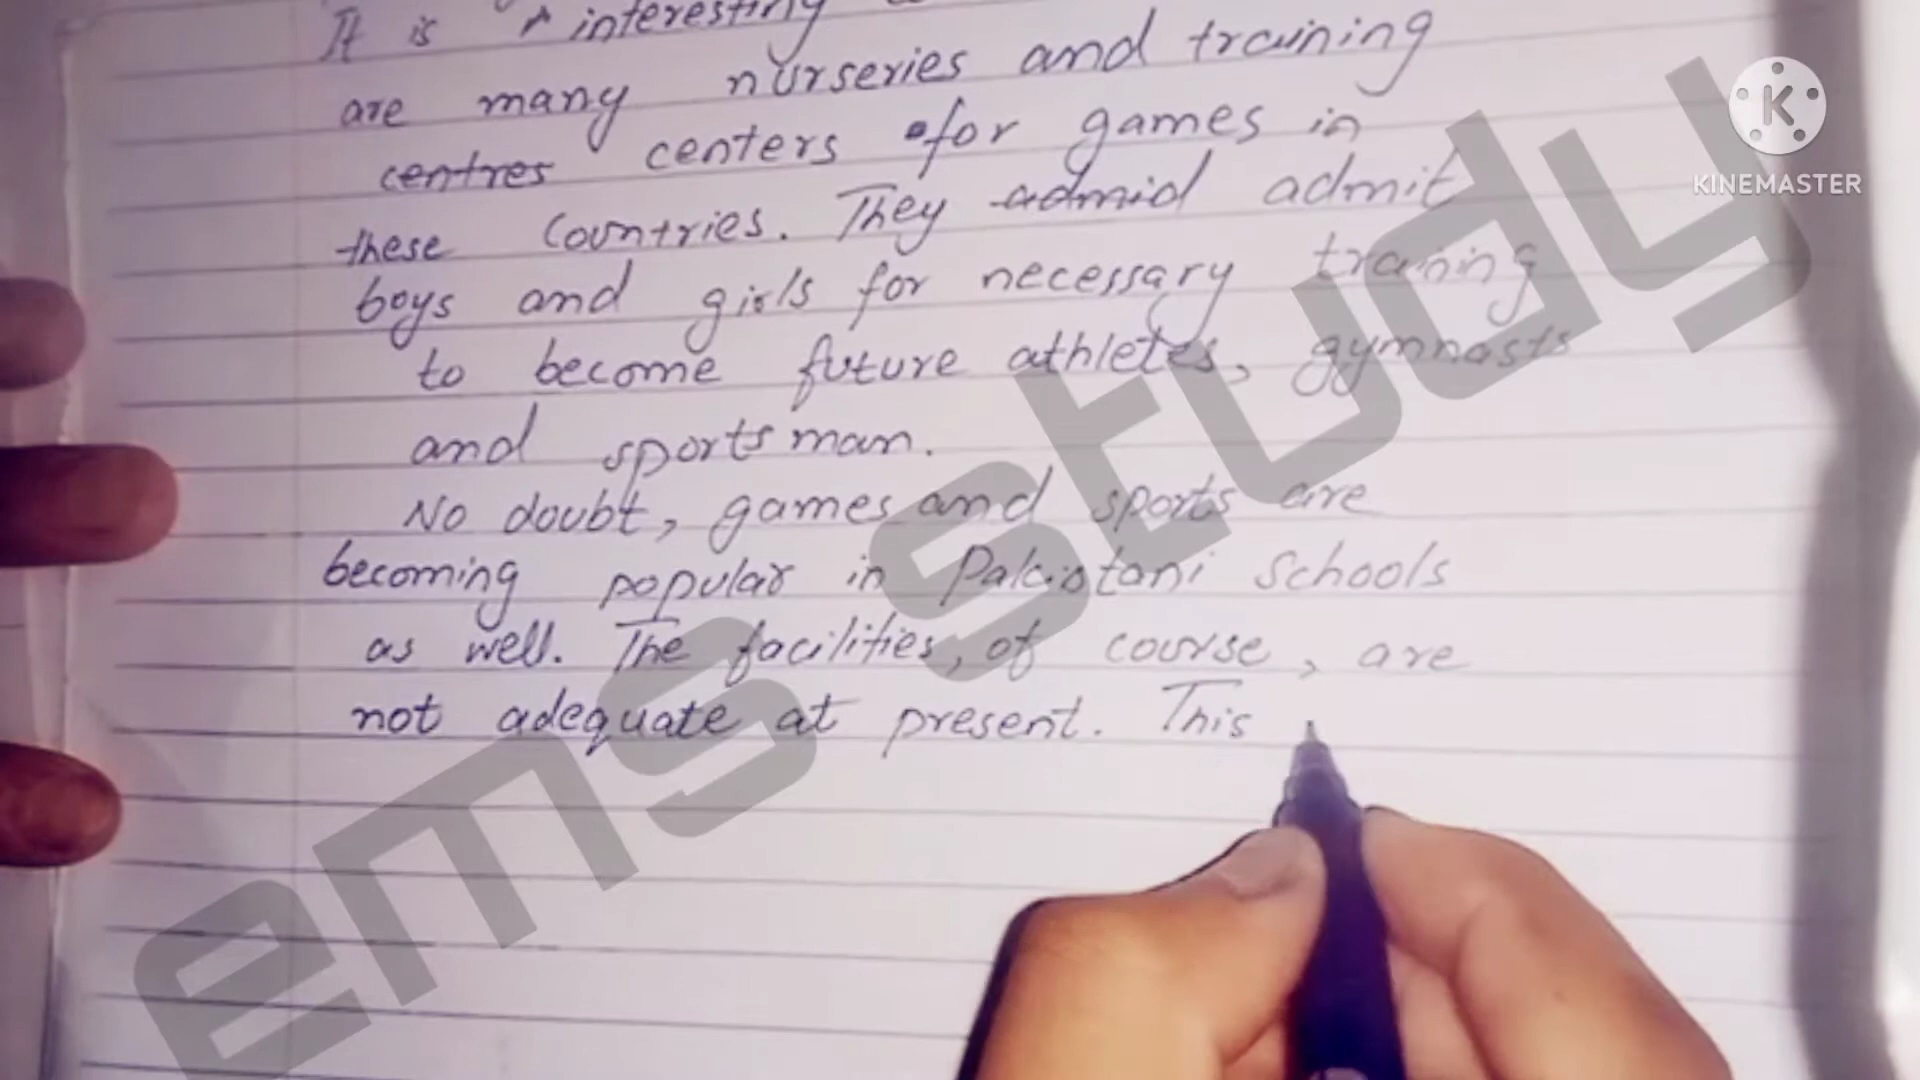 It is interesting
are many nurseries and training
centres centers for games in
these Countries. They admid admit
boys and girls for necessary training
to become future athletes, gymnasts
and sportsman.
No doubt, games and sports are
becoming popular in Pakistani Schools
as well. The facilities, of course, are
not adequate at present. This
K
KINEMASTER
ems study